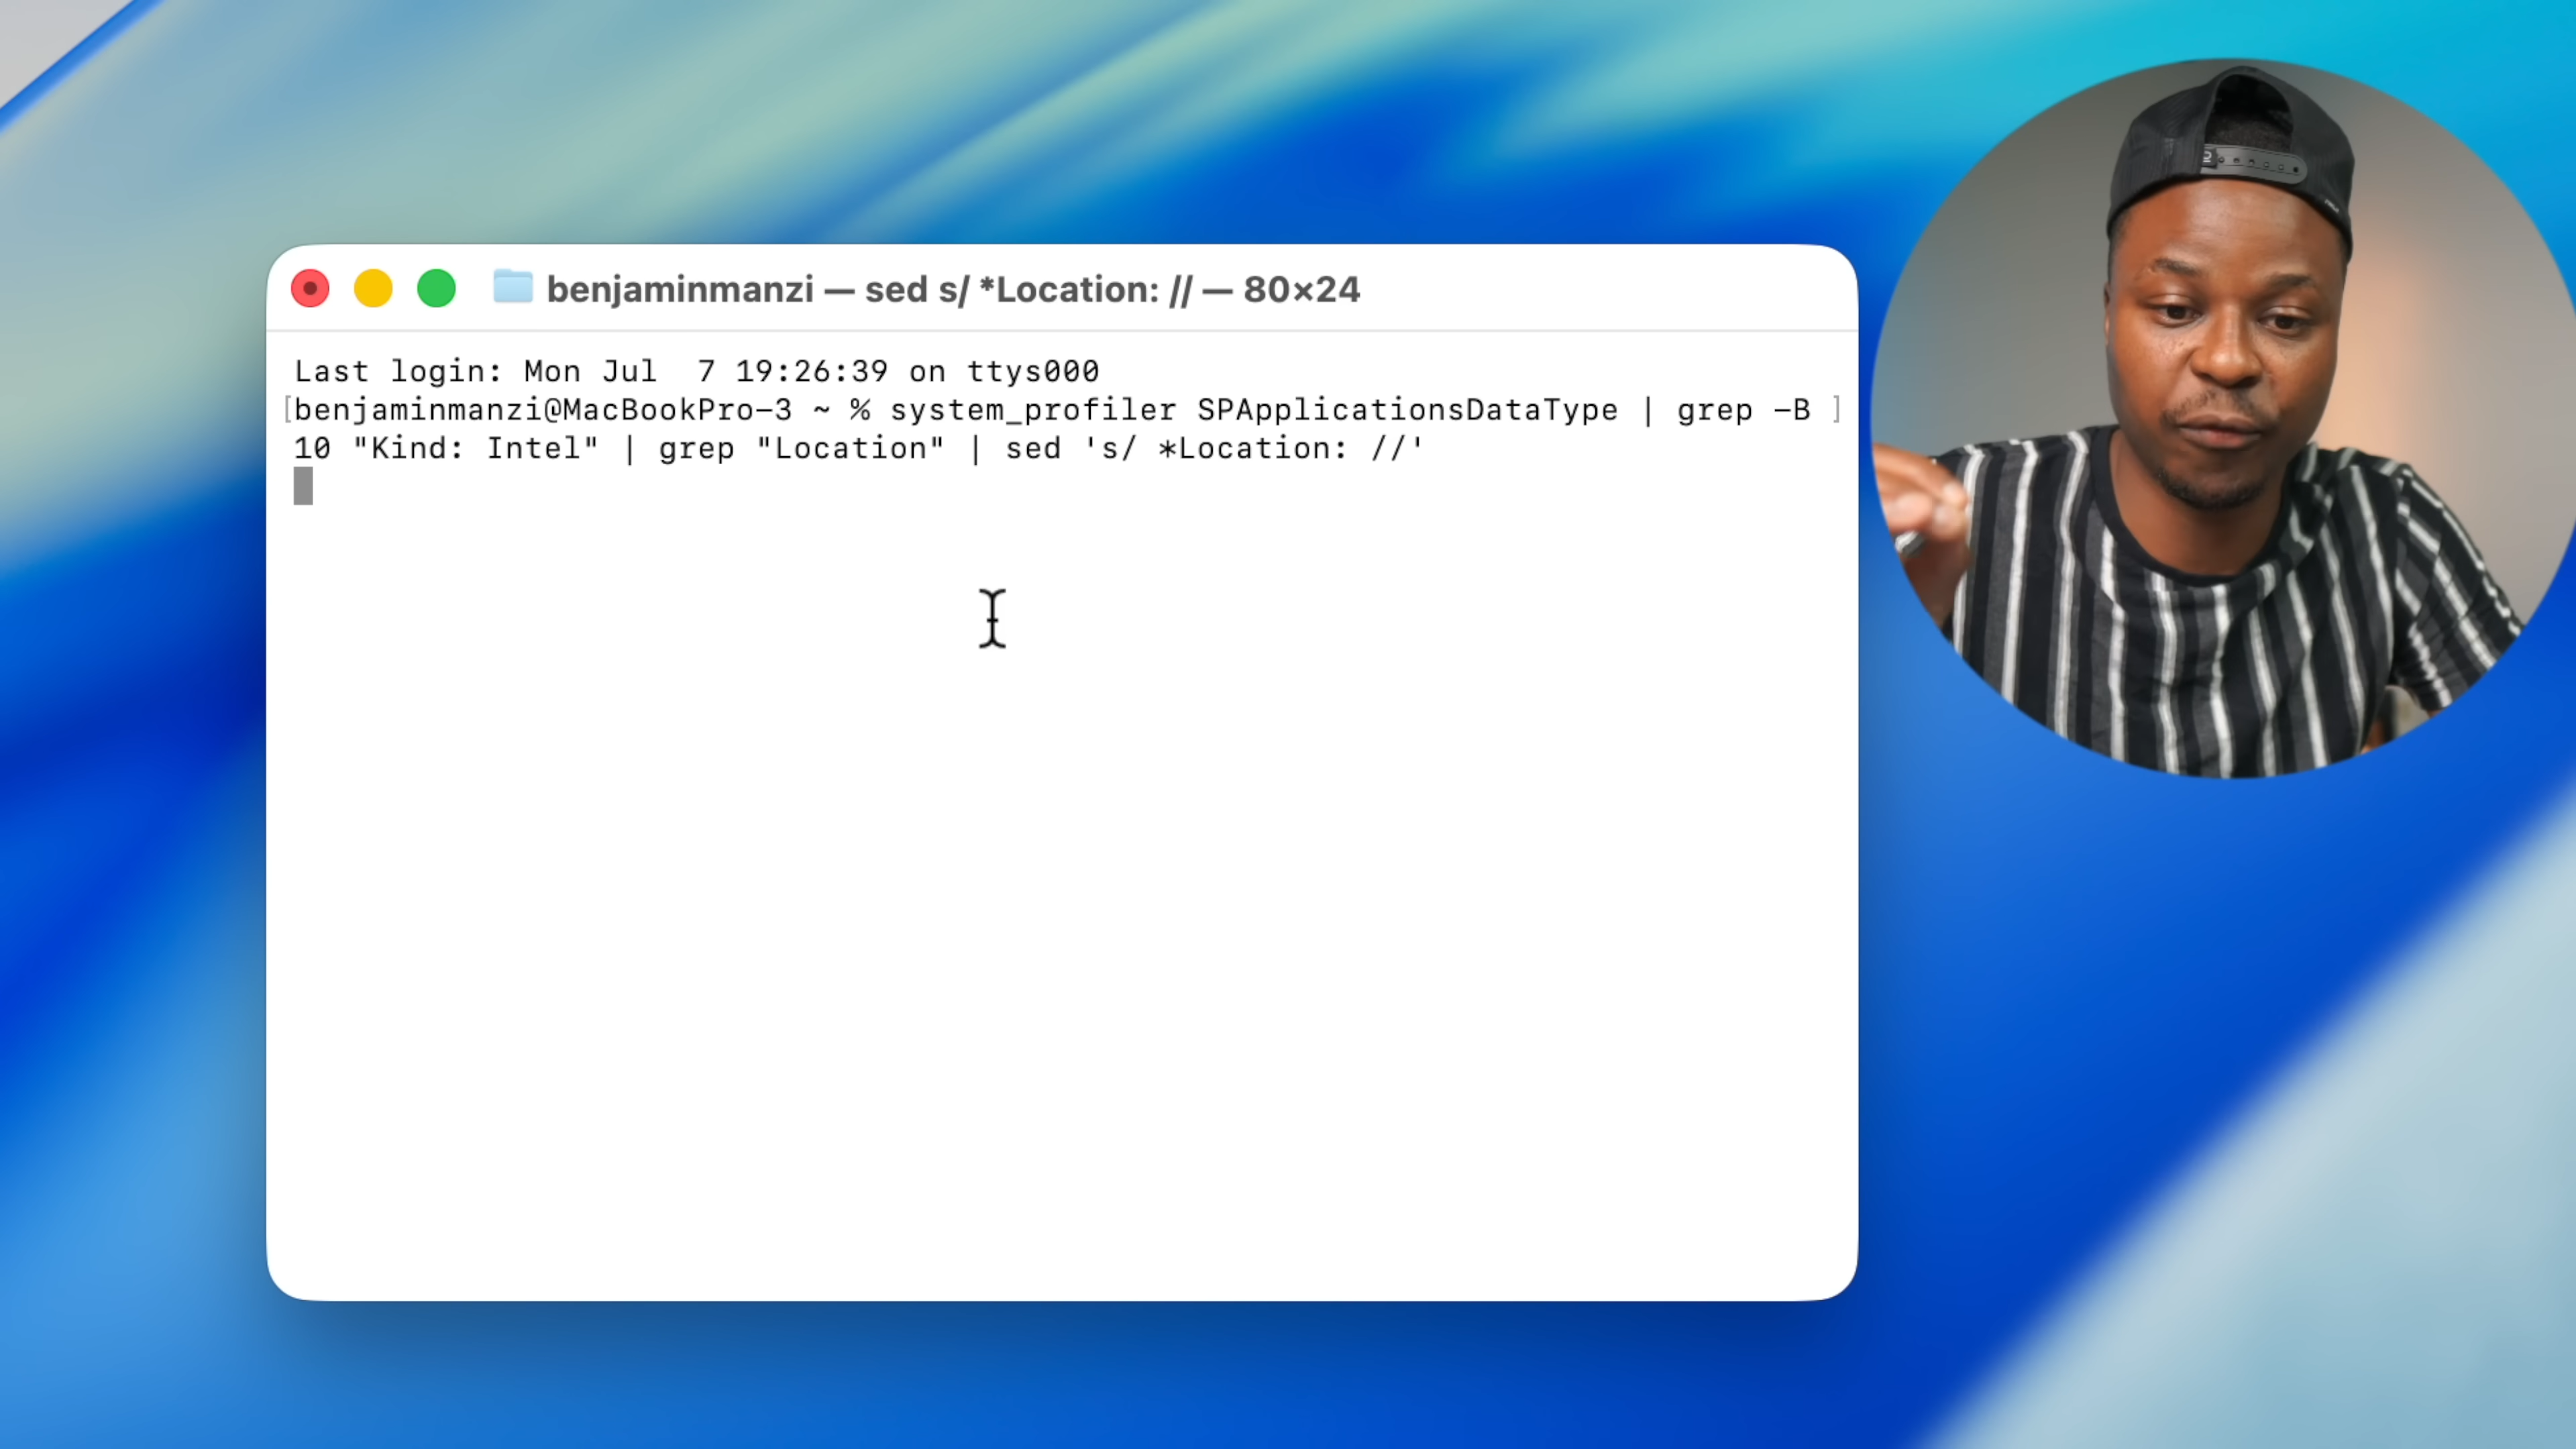 benjaminmanzi — sed s/ *Location: // — 80×24
Last login: Mon Jul  7 19:26:39 on ttys000
[benjaminmanzi@MacBookPro-3 ~ % system_profiler SPApplicationsDataType | grep -B ]
10 "Kind: Intel" | grep "Location" | sed 's/ *Location: //'